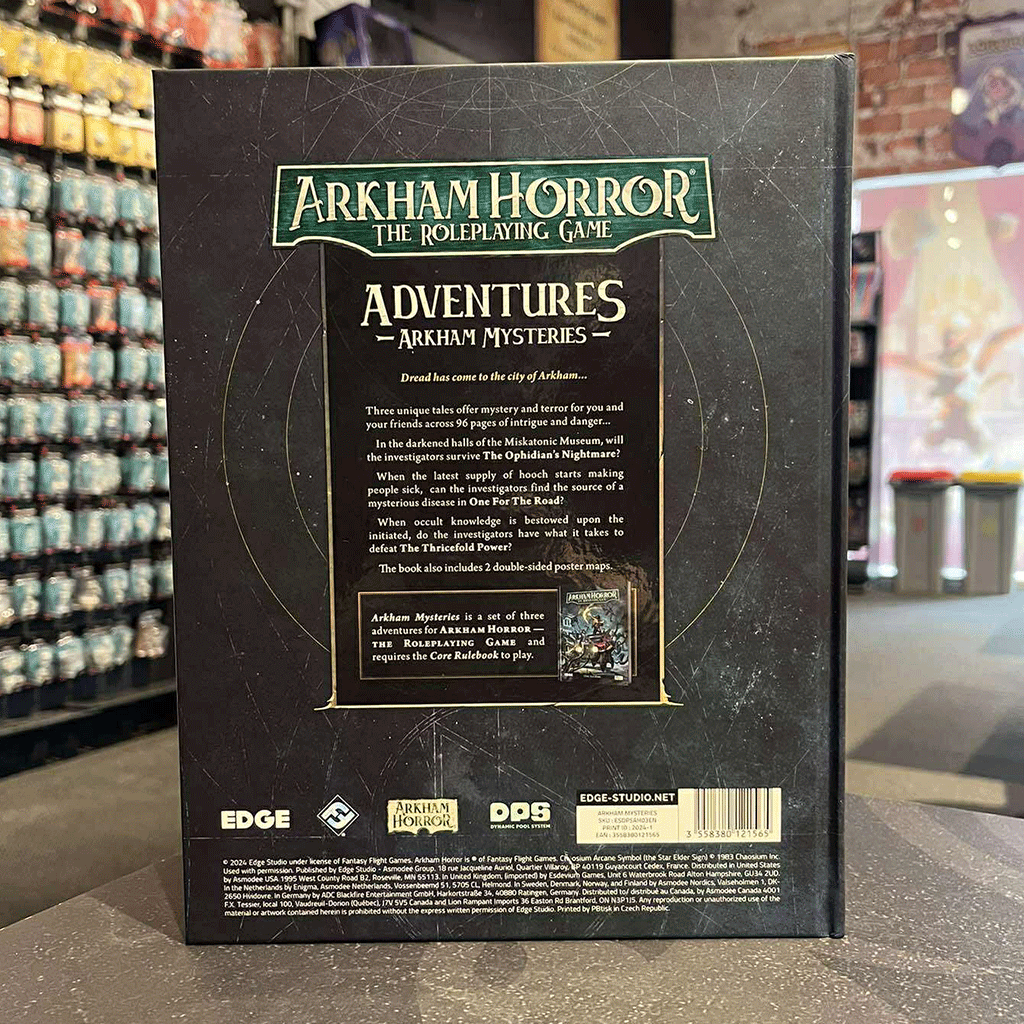 ARKHAM HORROR®
THE ROLEPLAYING GAME
ADVENTURES
– ARKHAM MYSTERIES –
Dread has come to the city of Arkham...
Three unique tales offer mystery and terror for you and
your friends across 96 pages of intrigue and danger...
In the darkened halls of the Miskatonic Museum, will
the investigators survive The Ophidian's Nightmare?
When the latest supply of hooch starts making
people sick, can the investigators find the source of a
mysterious disease in One For The Road?
When occult knowledge is bestowed upon the
initiated, do the investigators have what it takes to
defeat The Thricefold Power?
The book also includes 2 double-sided poster maps.
Arkham Mysteries is a set of three
adventures for ARKHAM HORROR —
THE ROLEPLAYING GAME and
requires the Core Rulebook to play.
ARKHAM HORROR
EDGE
ARKHAM
HORROR
DPS
DYNAMIC POOL SYSTEM
EDGE-STUDIO.NET
ARKHAM MYSTERIES
SKU: ESDPSAH03EN
PRINT ID: 2024-1
EAN: 3558380121565
3 558380 121565
© 2024 Edge Studio under license of Fantasy Flight Games. Arkham Horror is ® of Fantasy Flight Games. Chaosium Arcane Symbol (the Star Elder Sign) © 1983 Chaosium Inc.
Used with permission. Published by Edge Studio - Asmodee Group, 18 rue Jacqueline Auriol, Quartier Villaroy, BP 40119 Guyancourt Cedex, France. Distributed in United States
by Asmodee USA 1995 West County Road B2, Roseville, MN 55113. In United Kingdom, (imported) by Esdevium Games, Unit 6 Waterbrook Road Alton Hampshire, GU34 2UD.
In the Netherlands by Enigma, Asmodee Netherlands, Vossenbeemd 51, 5705 CL, Helmond. In Sweden, Denmark, Norway, and Finland by Asmodee Nordics, Valseholmen 1, DK-
2650 Hvidovre. In Germany by ADC Blackfire Entertainment GmbH, Harkortstraße 34, 40880 Ratingen, Germany. Distributed to/ distribué au Canada, by Asmodee Canada 4001
F.X. Tesser, local 100, Vaudreuil-Dorion (Québec), J7V 5V5 Canada and Lion Rampant Imports 36 Easton Rd Brantford, ON N3P1J5. Any reproduction or unauthorized use of the
material or artwork contained herein is prohibited without the express written permission of Edge Studio. Printed by PBtisk in Czech Republic.